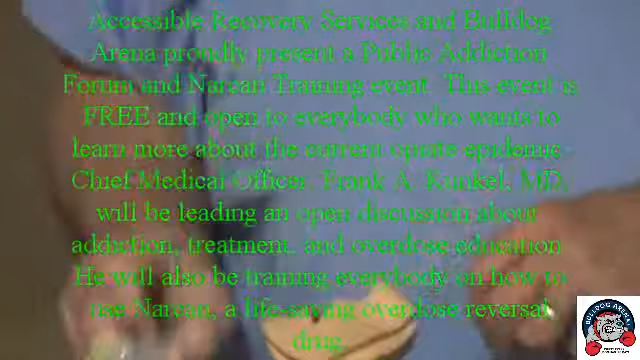 Accessible Recovery Services and Bulldog
Arena proudly present a Public Addiction
Forum and Narcan Training event. This event is
FREE and open to everybody who wants to
learn more about the current opiate epidemic.
Chief Medical Officer, Frank A. Kunkel, MD,
will be leading an open discussion about
addiction, treatment, and overdose education.
He will also be training everybody on how to
use Narcan, a life-saving overdose reversal
drug.
BULLDOG ARENA